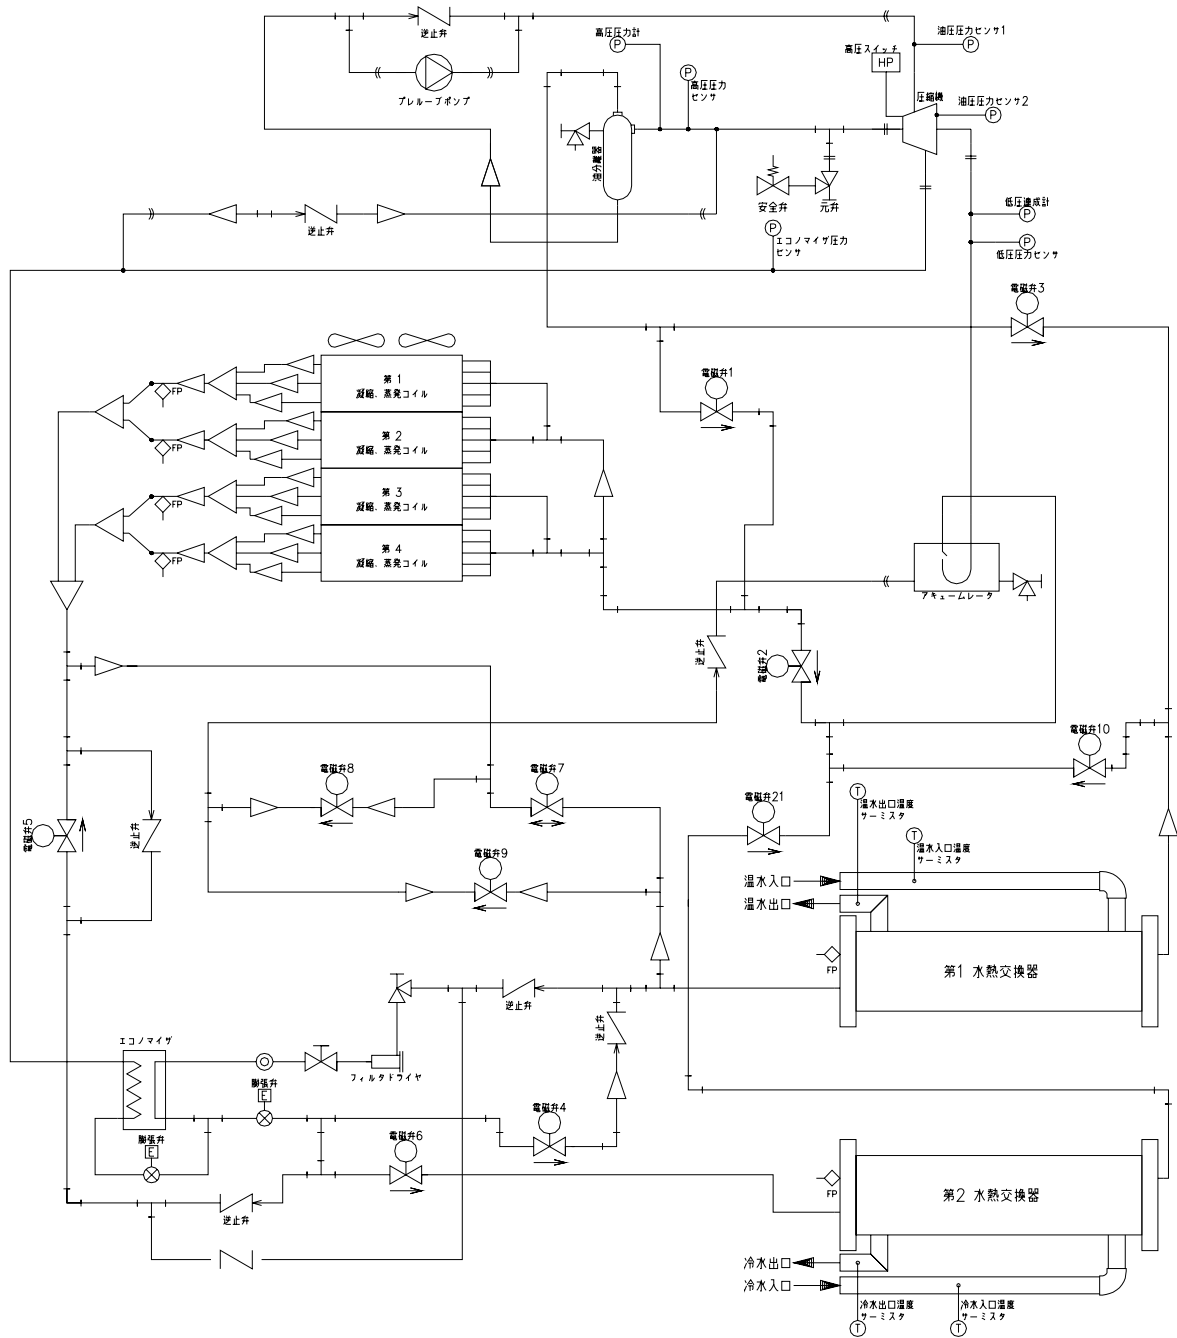 逆止弁
プレルーブポンプ
高圧圧力計
P
P
高圧圧力
センサ
高圧スイッチ
HP
油圧圧力センサ1
P
圧縮機
油圧圧力センサ2
P
油分離器
安全弁
元弁
逆止弁
P
エコノマイザ圧力
センサ
低圧連成計
P
P
低圧圧力センサ
電磁弁3
電磁弁1
第 1
凝縮、蒸発コイル
FP
第 2
凝縮、蒸発コイル
FP
第 3
凝縮、蒸発コイル
FP
第 4
凝縮、蒸発コイル
FP
アキュームレータ
逆止弁
電磁弁2
電磁弁10
電磁弁8
電磁弁7
電磁弁21
T
温水出口温度
サーミスタ
T
温水入口温度
サーミスタ
電磁弁5
逆止弁
電磁弁9
温水入口
温水出口
FP
第1 水熱交換器
逆止弁
逆止弁
エコノマイザ
フィルタドライヤ
膨張弁
E
電磁弁4
膨張弁
E
電磁弁6
FP
第2 水熱交換器
逆止弁
冷水出口
冷水入口
冷水出口温度
サーミスタ
T
冷水入口温度
サーミスタ
T